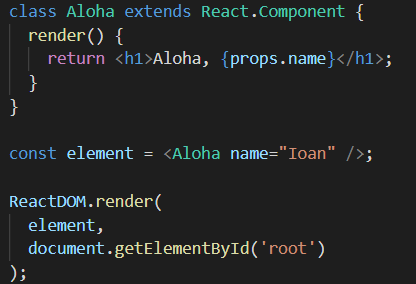 class Aloha extends React.Component {
  render() {
    return <h1>Aloha, {props.name}</h1>;
  }
}

const element = <Aloha name="Ioan" />;

ReactDOM.render(
  element,
  document.getElementById('root')
);